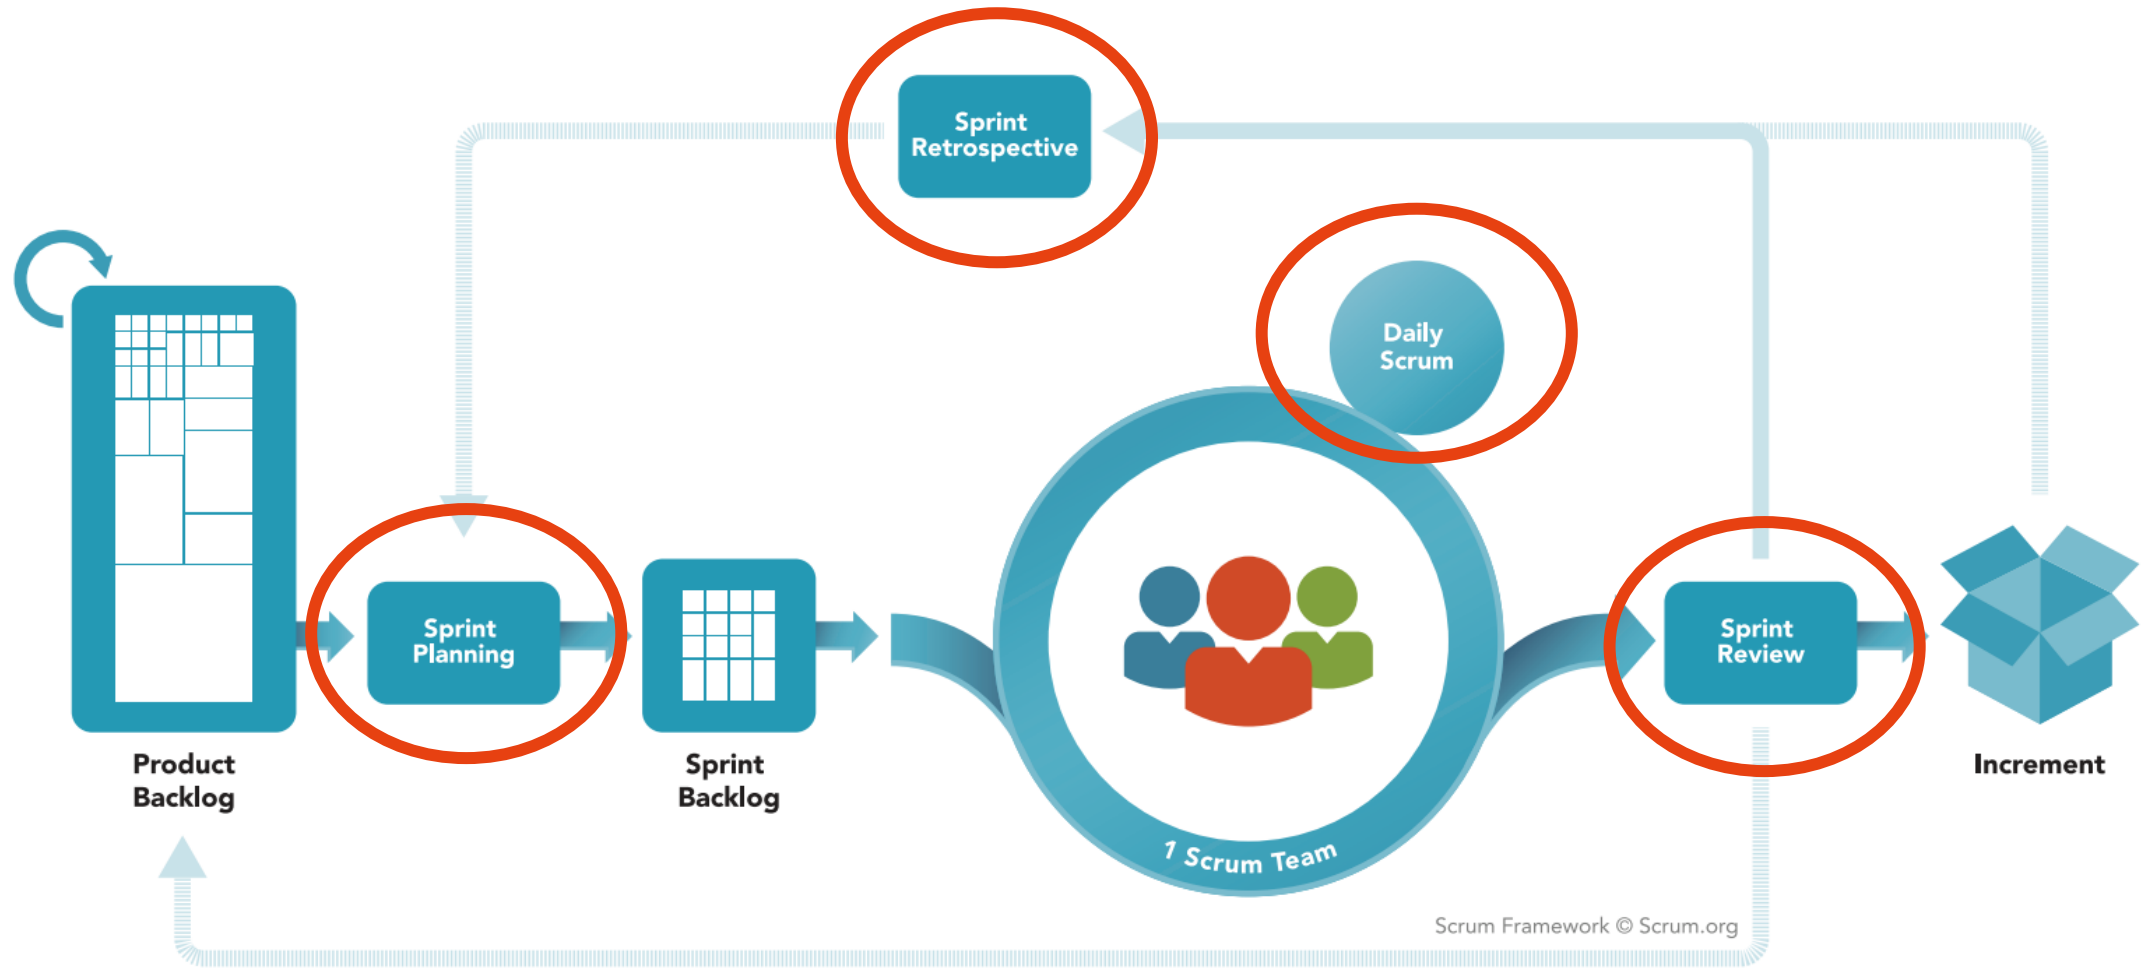 Sprint
Retrospective
Daily
Scrum
Sprint
Planning
Sprint
Review
Product
Backlog
Sprint
Backlog
Increment
1 Scrum Team
Scrum Framework © Scrum.org